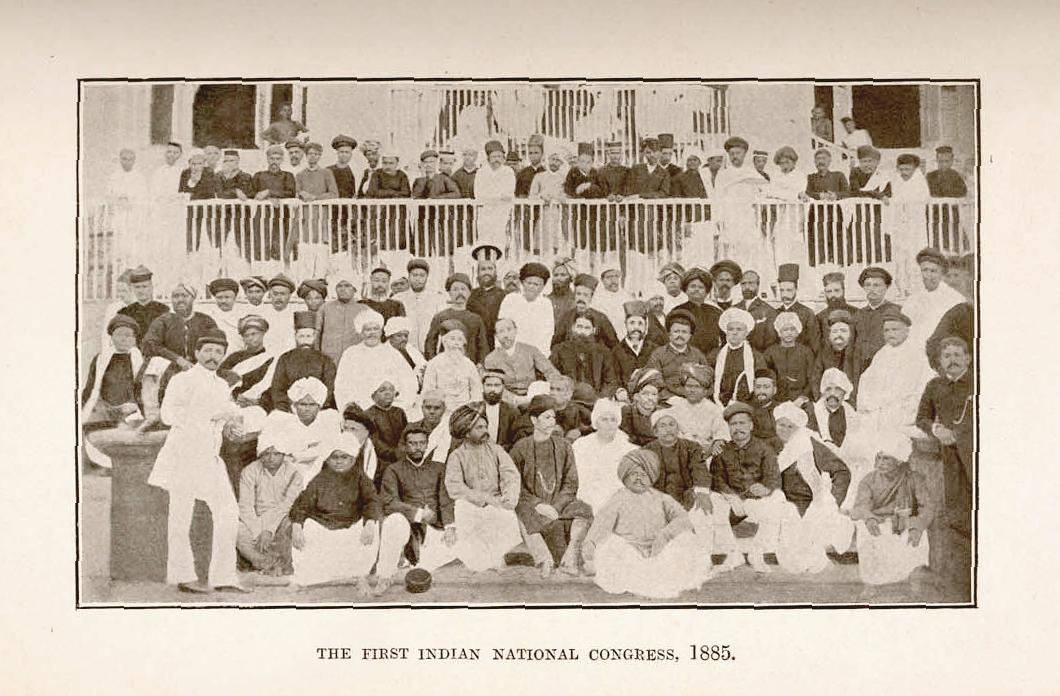 THE FIRST INDIAN NATIONAL CONGRESS, 1885.